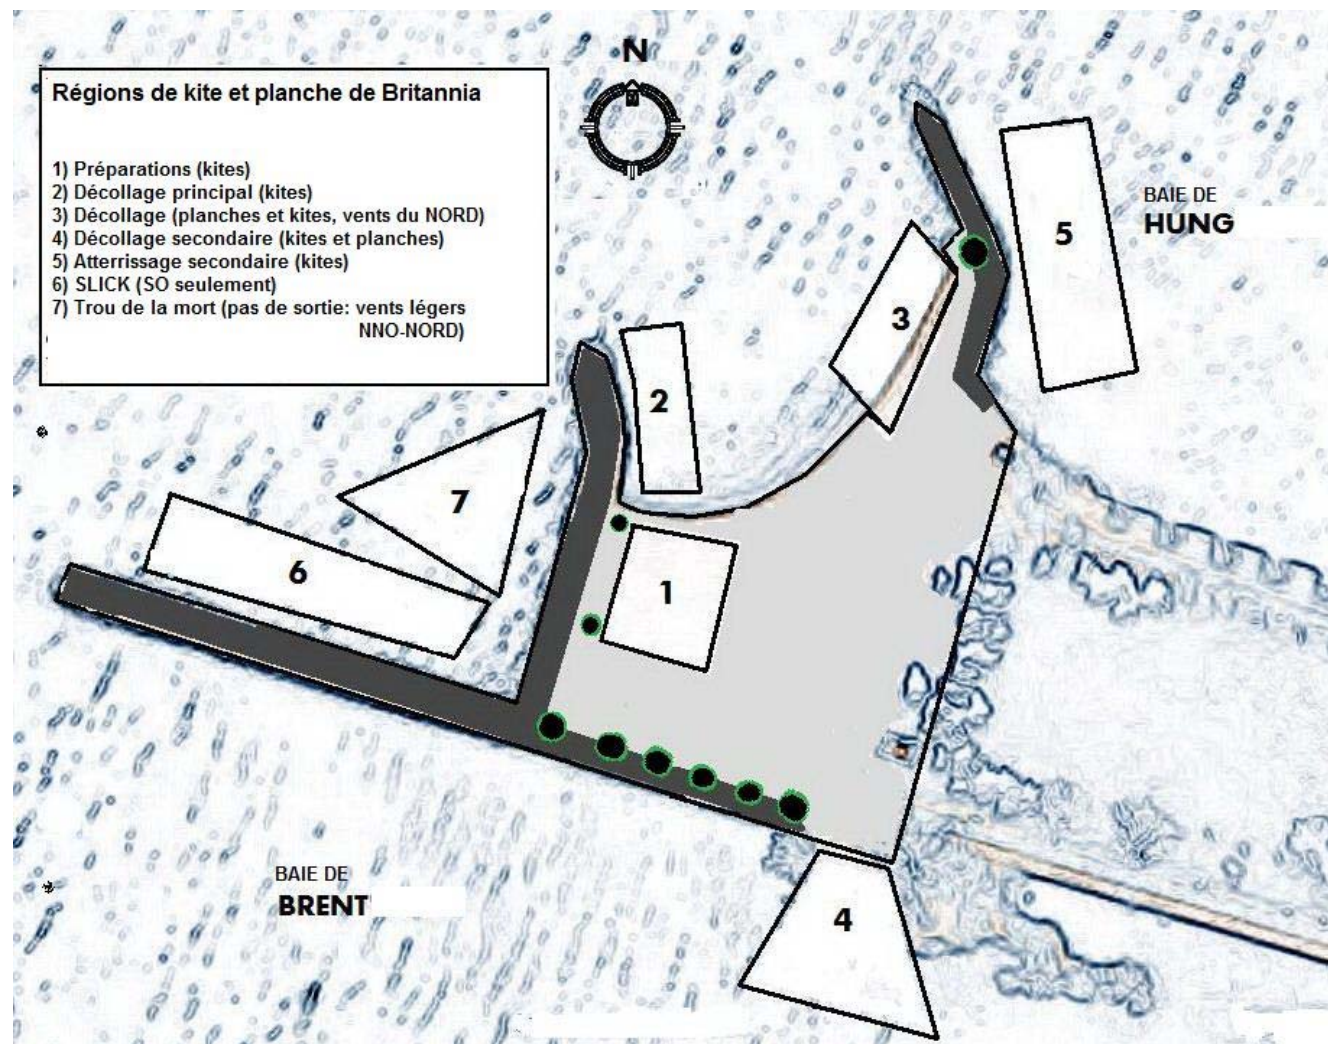 N
Régions de kite et planche de Britannia
1) Préparations (kites)
2) Décollage principal (kites)
3) Décollage (planches et kites, vents du NORD)
4) Décollage secondaire (kites et planches)
5) Atterrissage secondaire (kites)
6) SLICK (SO seulement)
7) Trou de la mort (pas de sortie: vents légers
NNO-NORD)
BAIE DE
HUNG
5
3
2
7
6
1
BAIE DE
BRENT
4